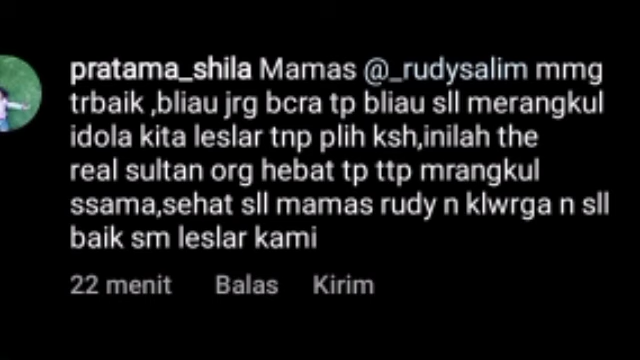 pratama_shila Mamas @_rudysalim mmg
trbaik ,bliau jrg bcra tp bliau sll merangkul
idola kita leslar tnp plih ksh,inilah the
real sultan org hebat tp ttp mrangkul
ssama,sehat sll mamas rudy n klwrga n sll
baik sm leslar kami
22 menit Balas Kirim